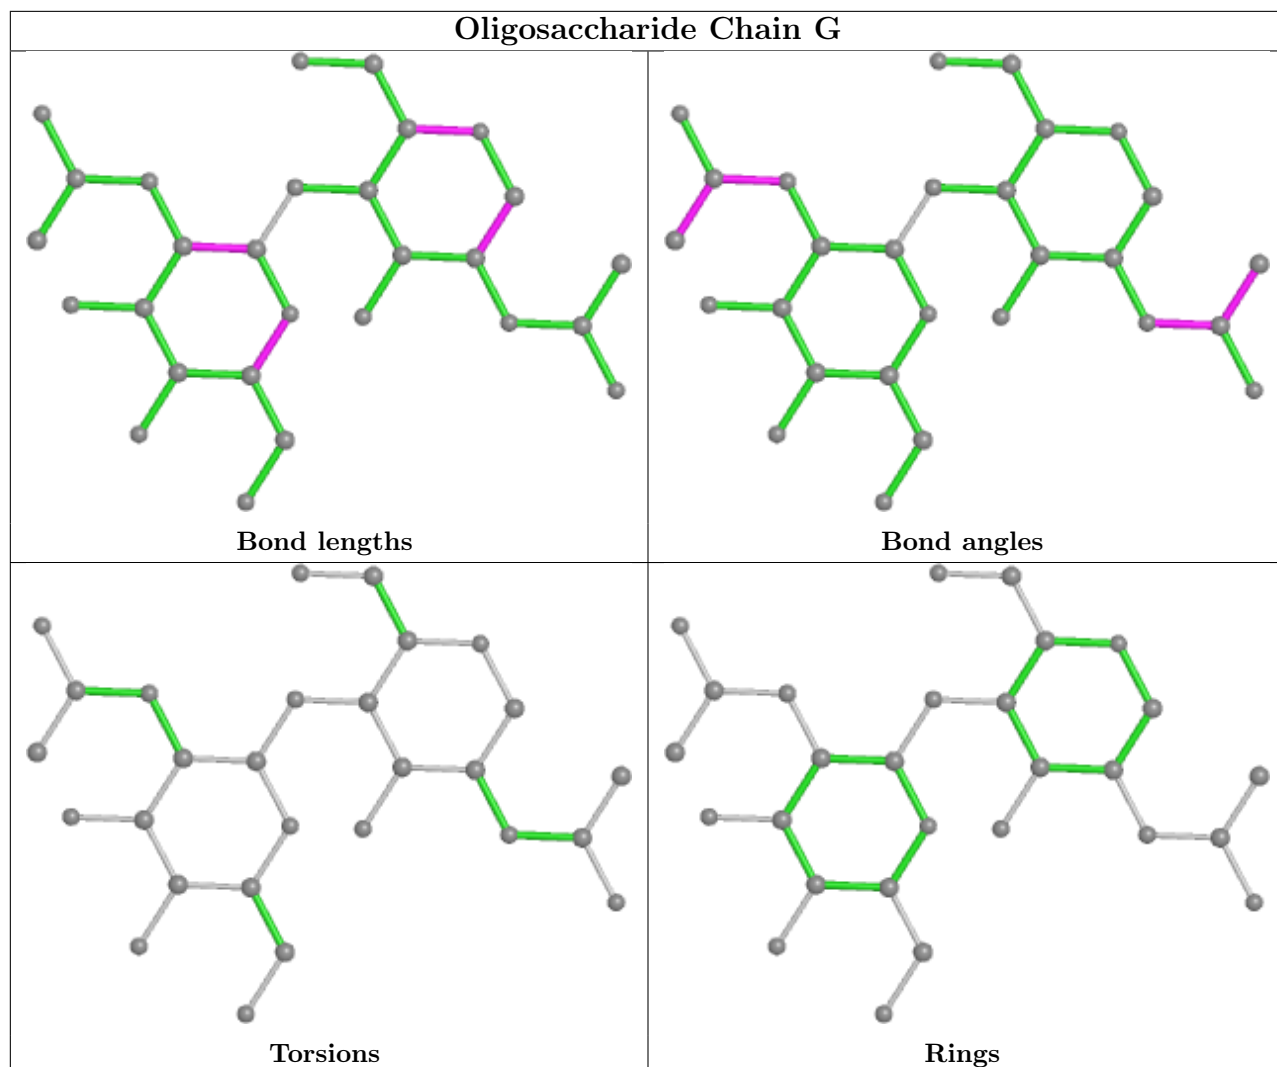 Oligosaccharide Chain G
Bond lengths
Bond angles
Torsions
Rings